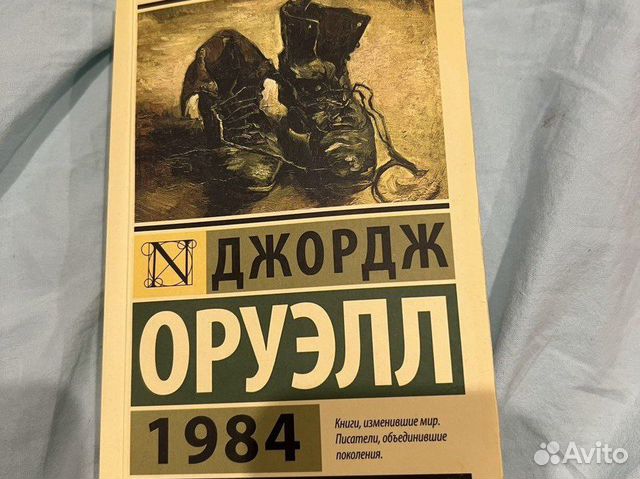 N ДЖОРДЖ
ОРУЭЛЛ
1984
Книги, изменившие мир.
Писатели, объединившие
поколения.
Avito